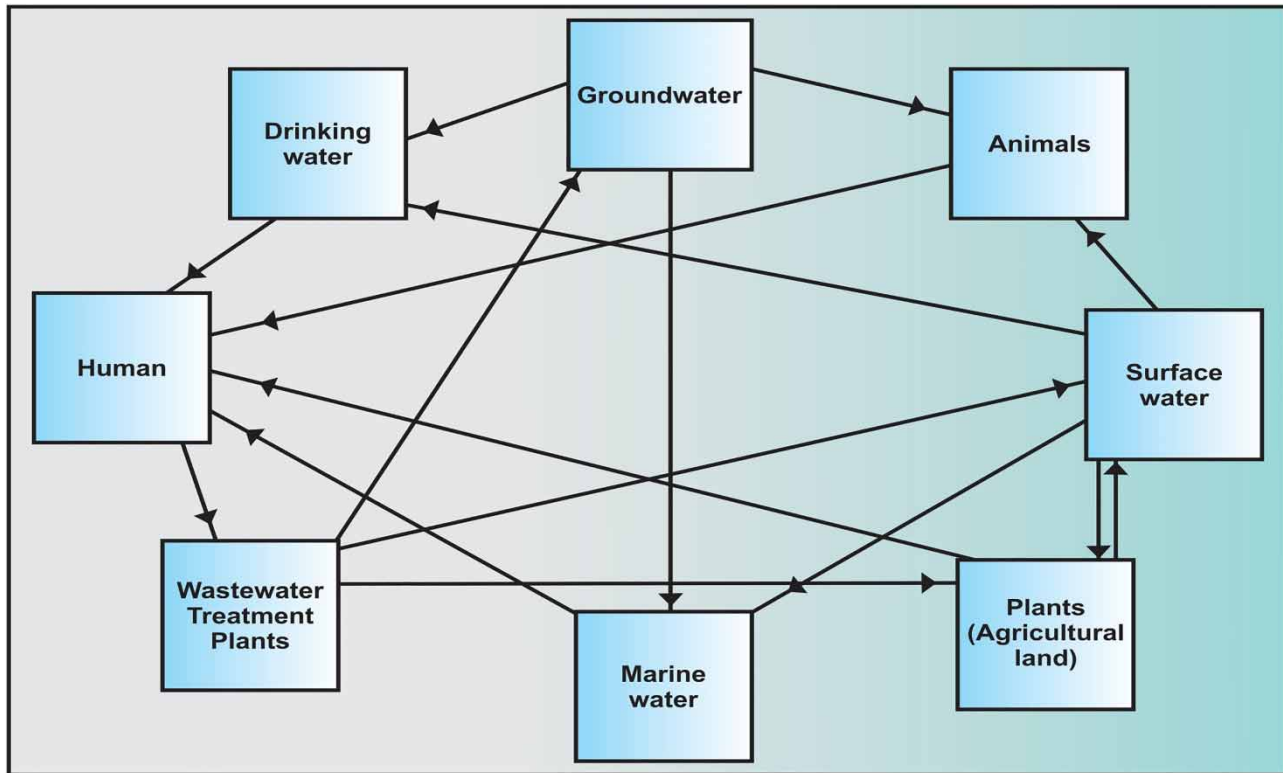 Groundwater
Drinking
water
Animals
Human
Surface
water
Wastewater
Treatment
Plants
Marine
water
Plants
(Agricultural
land)